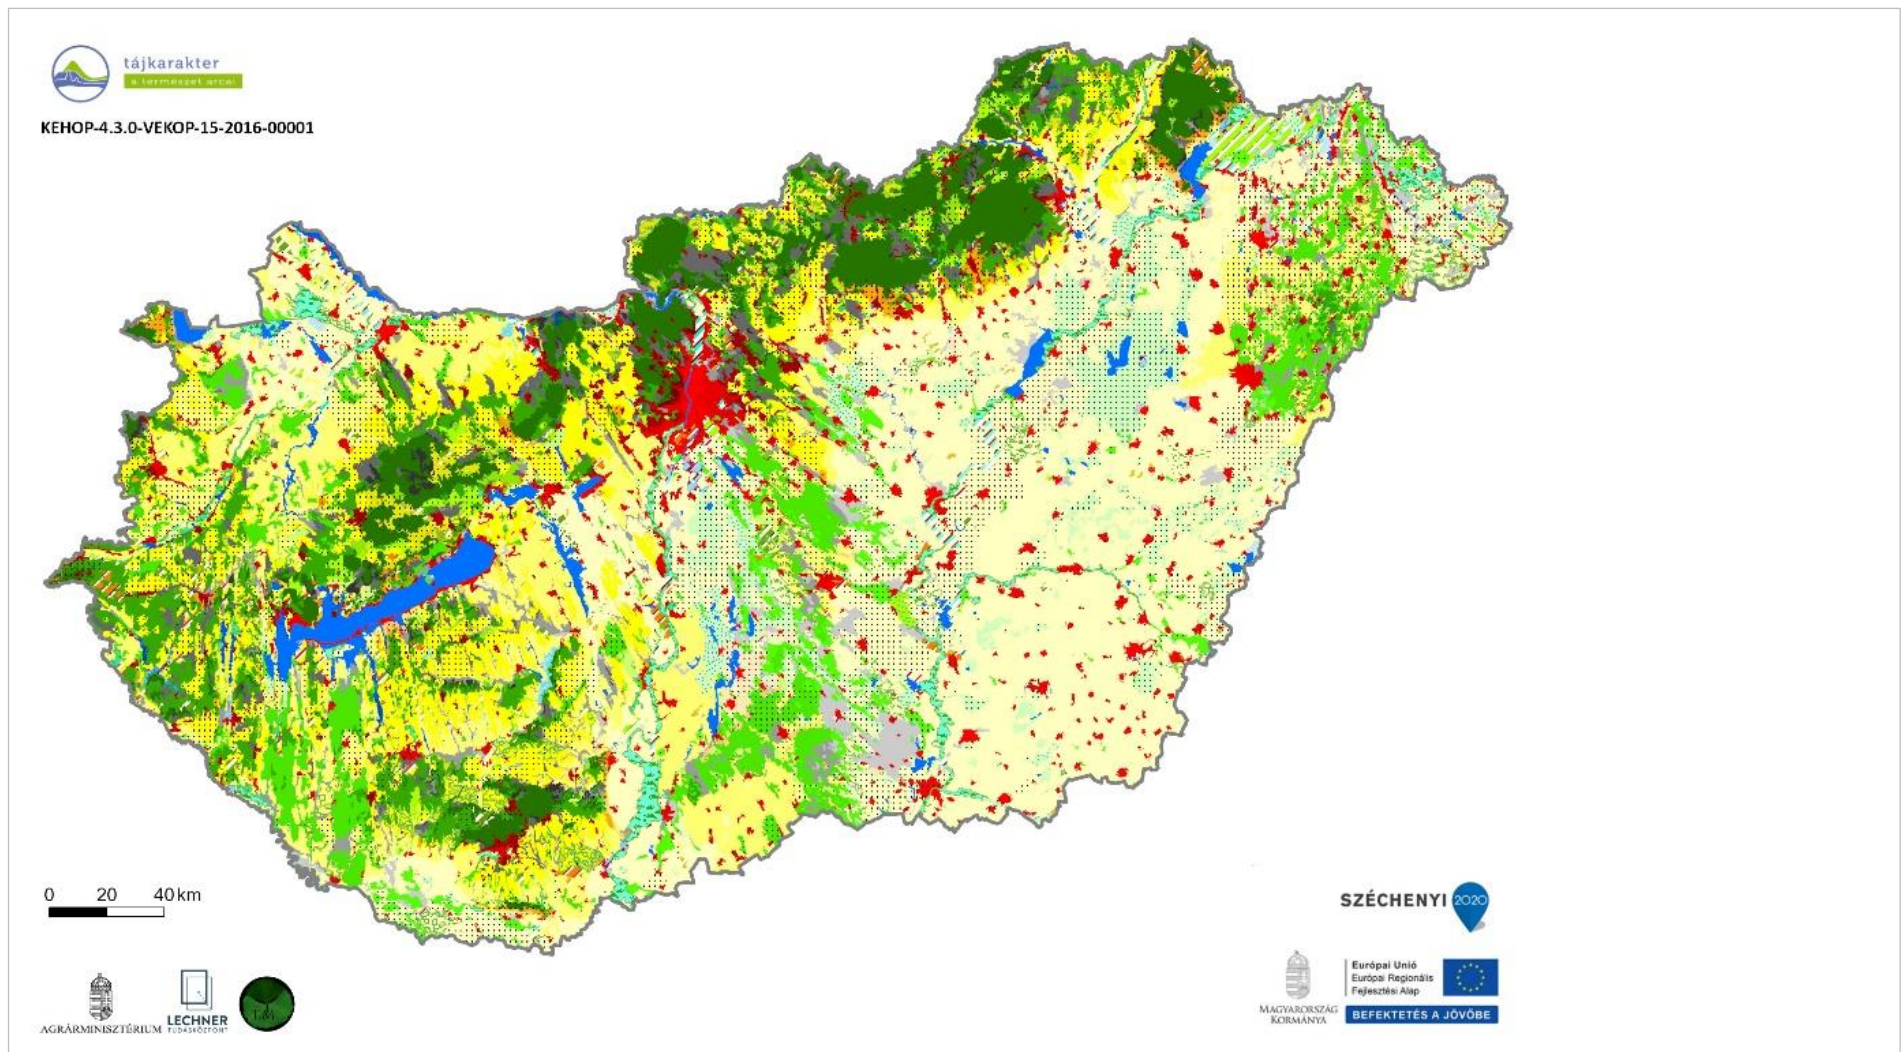 tájkarakter
a természet arcai
KEHOP-4.3.0-VEKOP-15-2016-00001
0 20 40 km
SZÉCHENYI 2020
Európai Unió
Európai Regionális
Fejlesztési Alap
MAGYARORSZÁG
KORMÁNYA
BEFEKTETÉS A JÖVŐBE
AGRÁRMINISZTÉRIUM
LECHNER
TUDÁSKÖZPONT